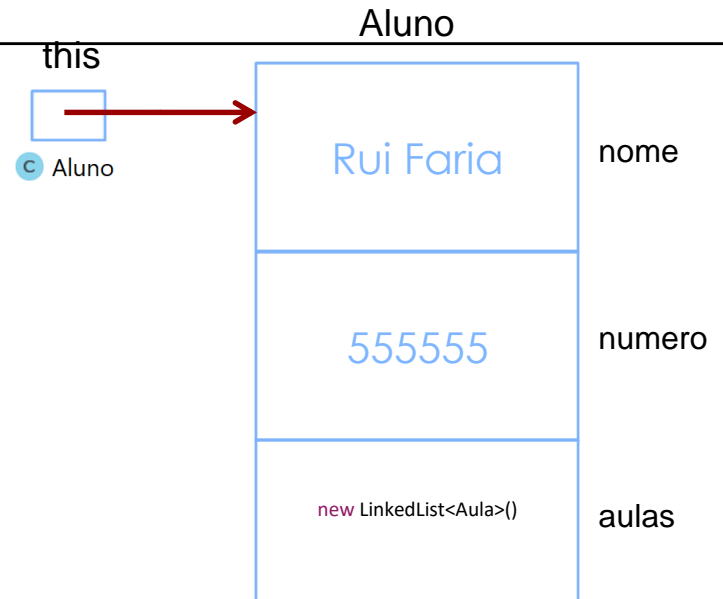 Aluno
this
C Aluno
Rui Faria
nome
555555
numero
new LinkedList<Aula>()
aulas